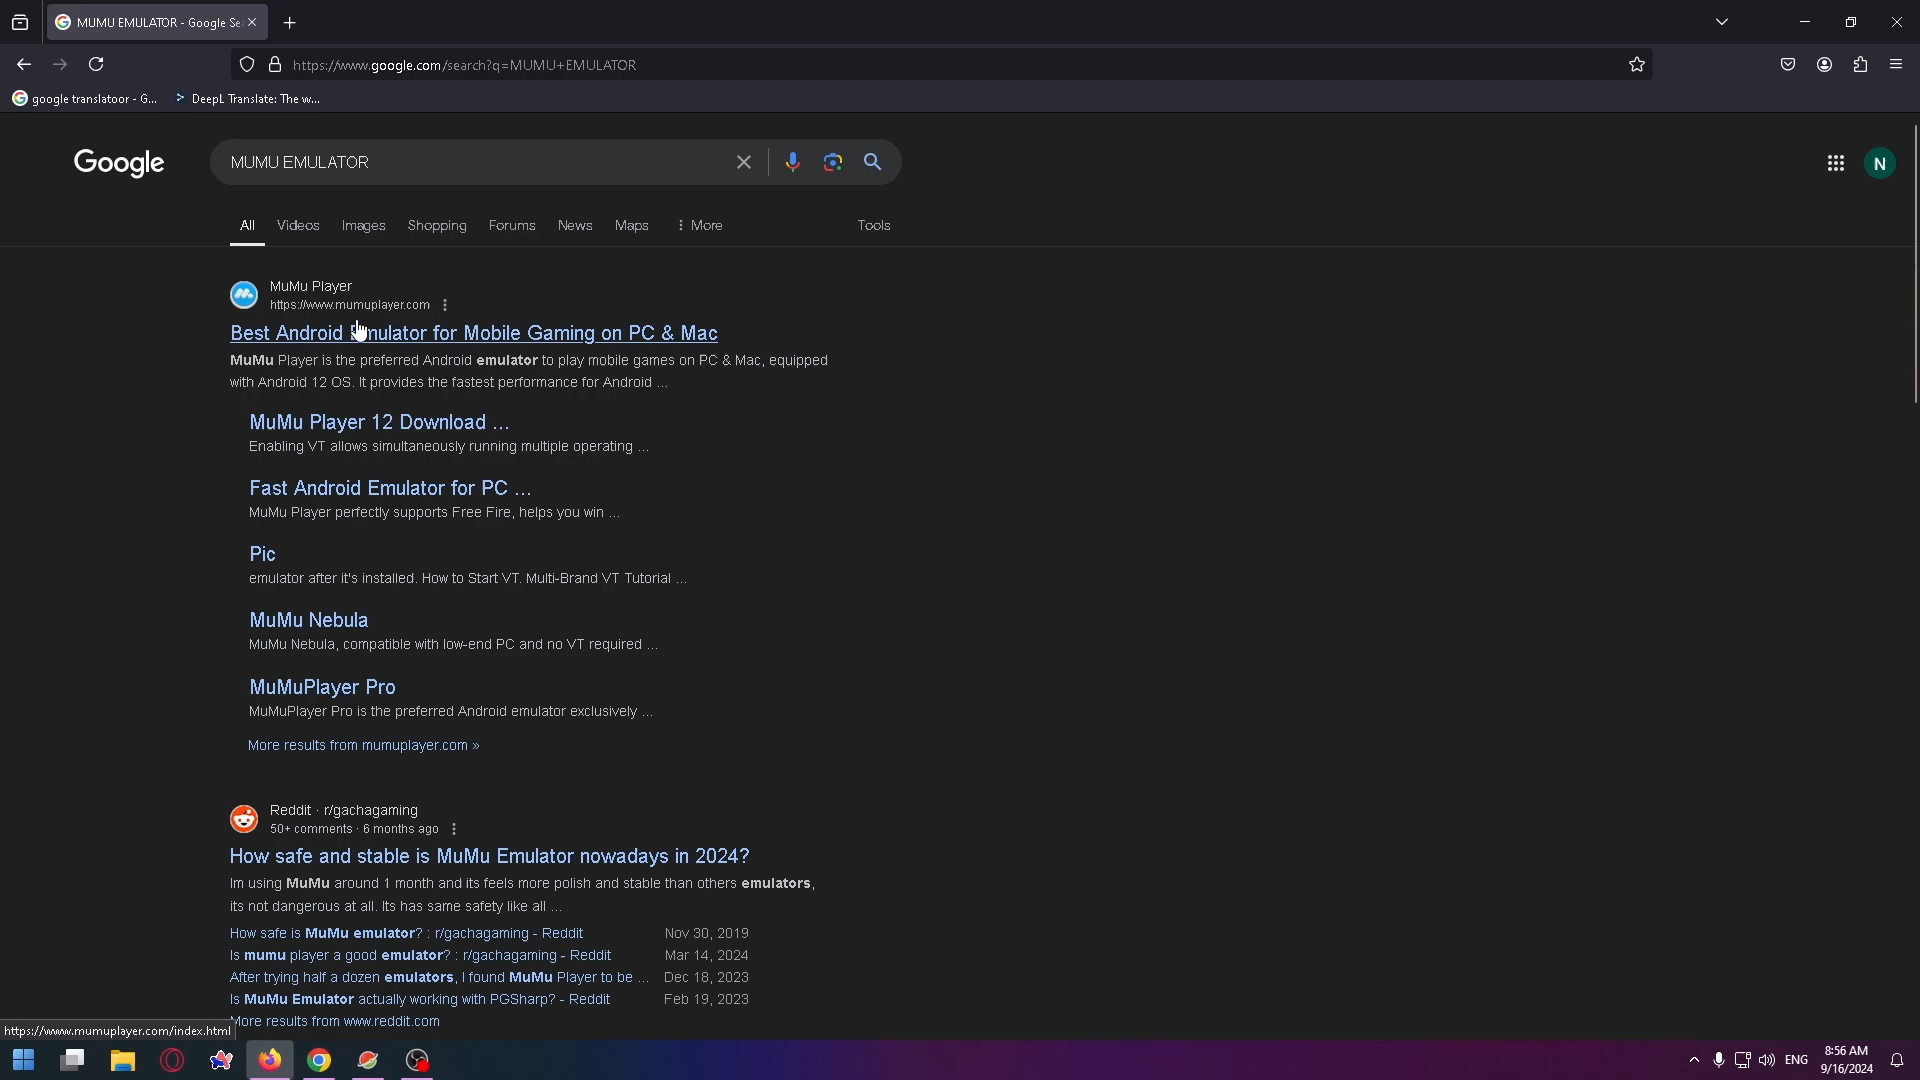 MUMU EMULATOR - Google Se
https://www.google.com/search?q=MUMU+EMULATOR
google translatoor - G...
DeepL Translate: The w...
Google
MUMU EMULATOR
N
All Videos Images Shopping Forums News Maps More Tools
MuMu Player
https://www.mumuplayer.com
Best Android Emulator for Mobile Gaming on PC & Mac
MuMu Player is the preferred Android emulator to play mobile games on PC & Mac, equipped
with Android 12 OS. It provides the fastest performance for Android ...
MuMu Player 12 Download ...
Enabling VT allows simultaneously running multiple operating ...
Fast Android Emulator for PC ...
MuMu Player perfectly supports Free Fire, helps you win ...
Pic
emulator after it's installed. How to Start VT. Multi-Brand VT Tutorial ...
MuMu Nebula
MuMu Nebula, compatible with low-end PC and no VT required ...
MuMuPlayer Pro
MuMuPlayer Pro is the preferred Android emulator exclusively ...
More results from mumuplayer.com »
Reddit · r/gachagaming
50+ comments · 6 months ago
How safe and stable is MuMu Emulator nowadays in 2024?
Im using MuMu around 1 month and its feels more polish and stable than others emulators,
its not dangerous at all. Its has same safety like all ...
How safe is MuMu emulator? : r/gachagaming - Reddit Nov 30, 2019
Is mumu player a good emulator? : r/gachagaming - Reddit Mar 14, 2024
After trying half a dozen emulators, I found MuMu Player to be ... Dec 18, 2023
Is MuMu Emulator actually working with PGSharp? - Reddit Feb 19, 2023
More results from www.reddit.com
https://www.mumuplayer.com/index.html
ENG
8:56 AM
9/16/2024